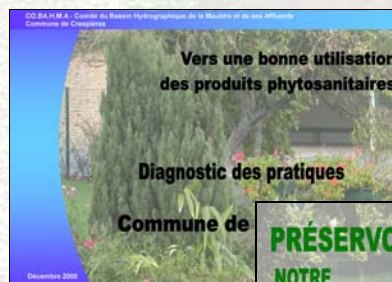 CO.BA.H.M.A - Comité du Bassin Hydrographique de la Mauldre et de ses Affluents
Commune de Crespières
Vers une bonne utilisation
des produits phytosanitaires
Diagnostic des pratiques
Commune de
PRÉSERVO
NOTRE
Décembre 2005